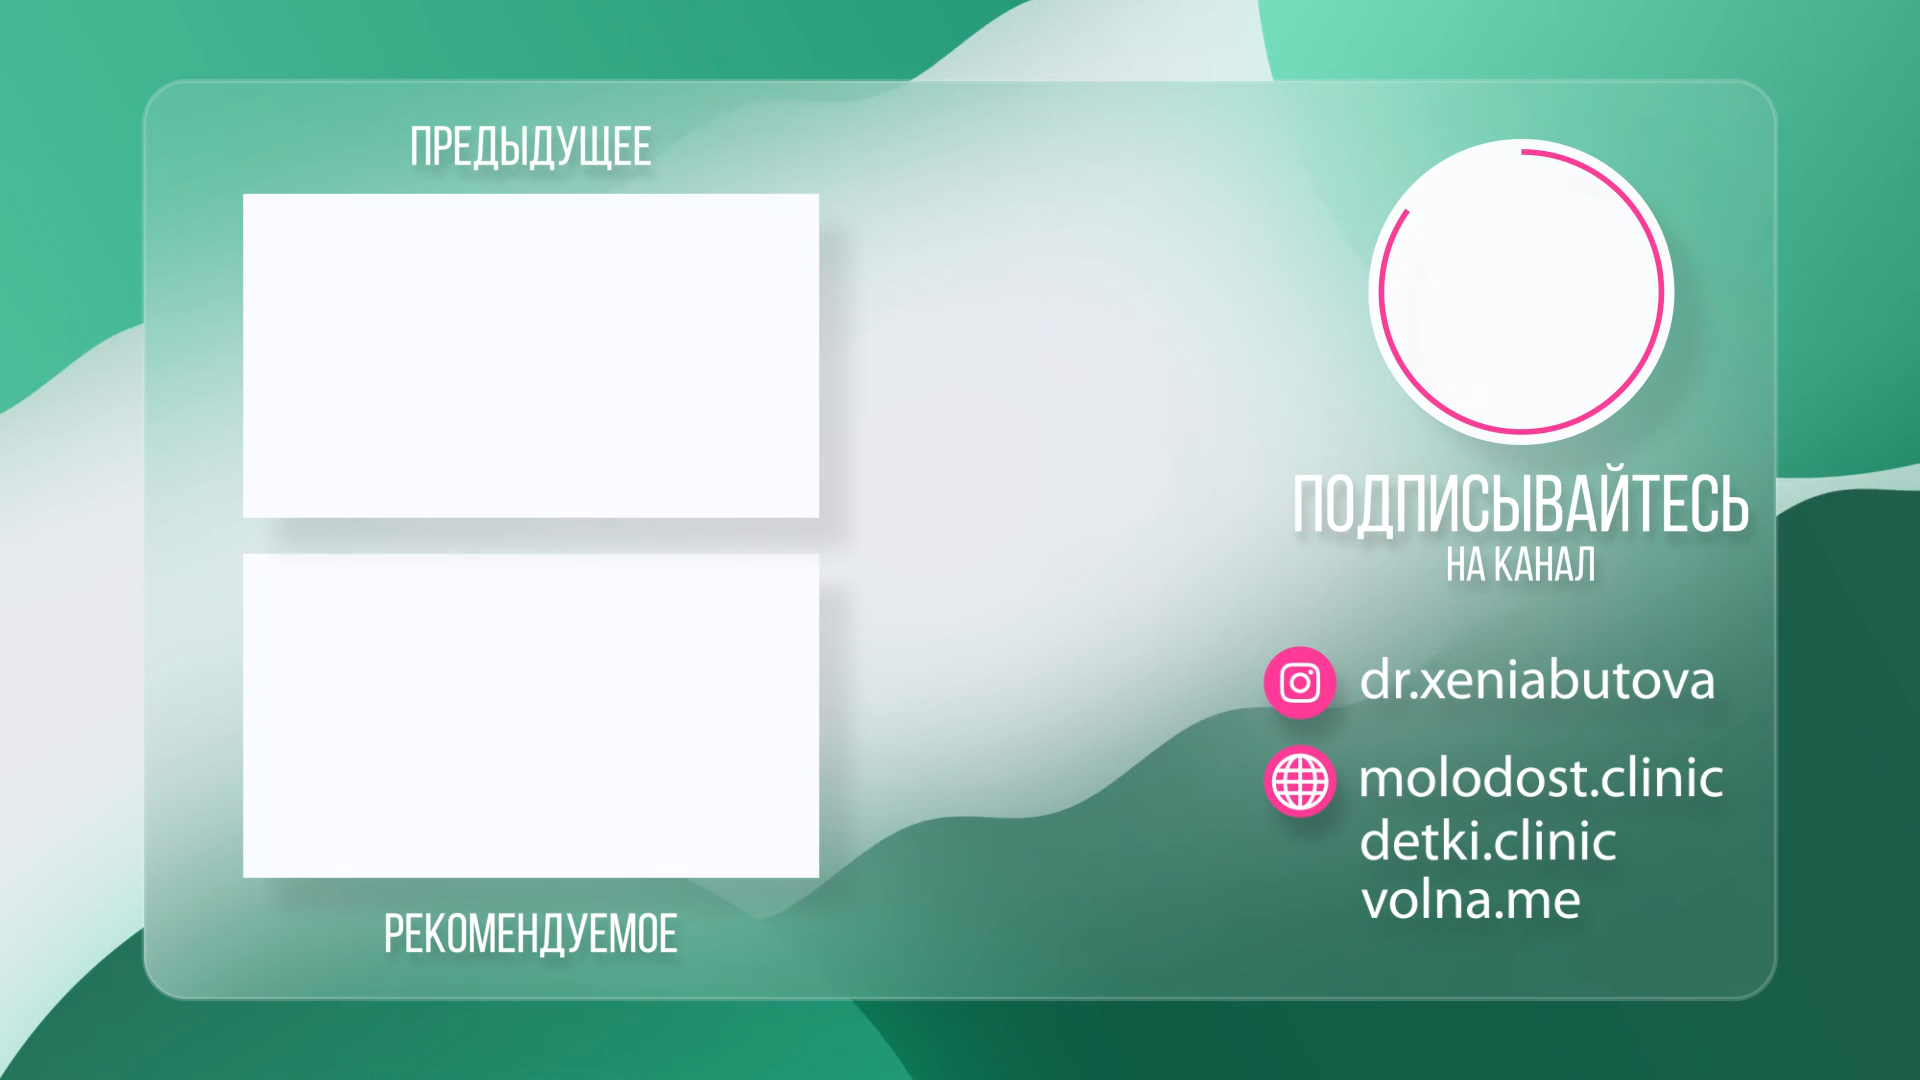 ПРЕДЫДУЩЕЕ
РЕКОМЕНДУЕМОЕ
ПОДПИСЫВАЙТЕСЬ
НА КАНАЛ
dr.xeniabutova
molodost.clinic
detki.clinic
volna.me